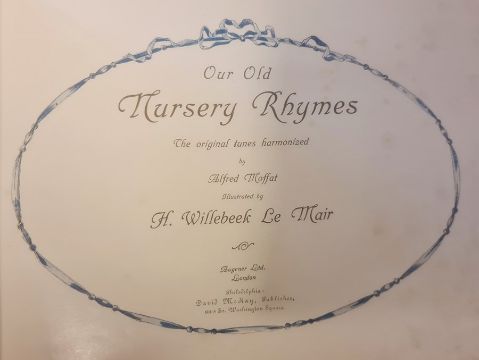 Our Old
Nursery Rhymes
The original tunes harmonized
by
Alfred Moffat
Illustrated by
H. Willebeek Le Mair
Augener Ltd.
London
Philadelphia:
David McKay, Publisher,
So. Washington Square